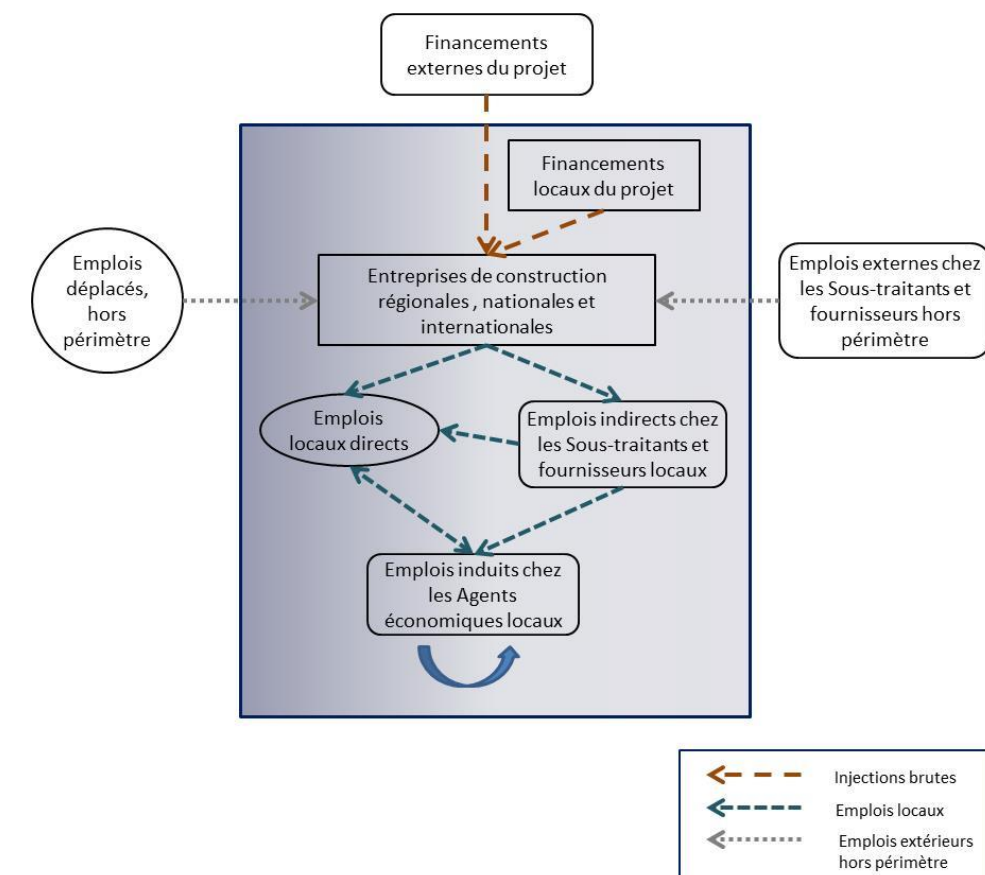 Financements
externes du projet
Financements
locaux du projet
Emplois
déplacés,
hors
périmètre
Entreprises de construction
régionales , nationales et
internationales
Emplois externes chez
les Sous-traitants et
fournisseurs hors
périmètre
Emplois
locaux directs
Emplois indirects chez
les Sous-traitants et
fournisseurs locaux
Emplois induits chez
les Agents
économiques locaux
Injections brutes
Emplois locaux
Emplois extérieurs
hors périmètre